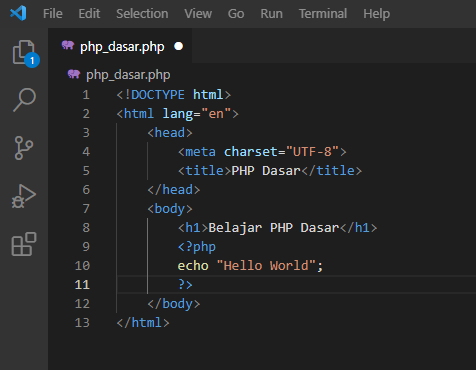 File Edit Selection View Go Run Terminal Help
php_dasar.php
1
php_dasar.php
1 <!DOCTYPE html>
2 <html lang="en">
3 <head>
4 <meta charset="UTF-8">
5 <title>PHP Dasar</title>
6 </head>
7 <body>
8 <h1>Belajar PHP Dasar</h1>
9 <?php
10 echo "Hello World";
11 ?>
12 </body>
13 </html>